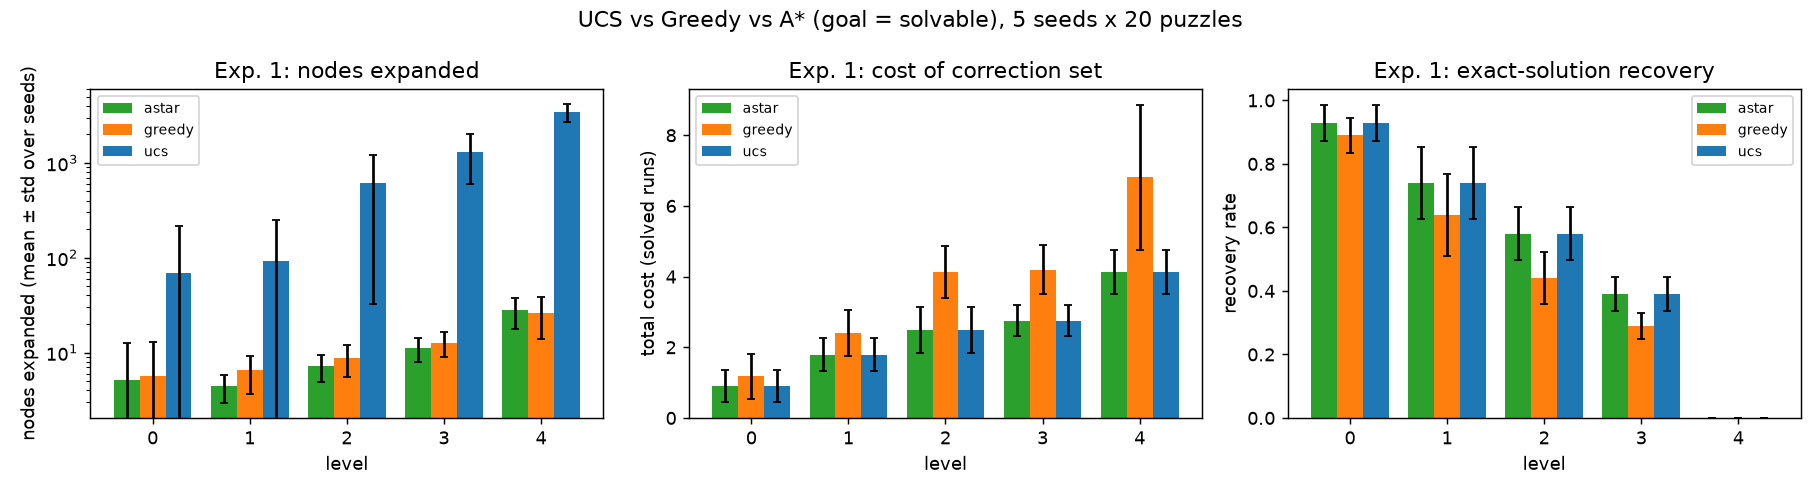 UCS vs Greedy vs A* (goal = solvable), 5 seeds x 20 puzzles
Exp. 1: nodes expanded
nodes expanded (mean ± std over seeds)
10³
10²
10¹
astar
greedy
ucs
0 1 2 3 4
level
Exp. 1: cost of correction set
total cost (solved runs)
8
6
4
2
0
astar
greedy
ucs
0 1 2 3 4
level
Exp. 1: exact-solution recovery
recovery rate
1.0
0.8
0.6
0.4
0.2
0.0
astar
greedy
ucs
0 1 2 3 4
level